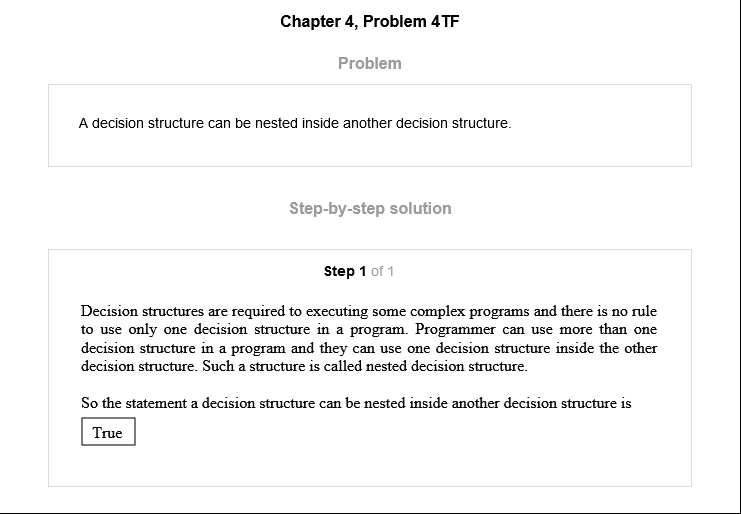 Chapter 4, Problem 4TF
Problem
A decision structure can be nested inside another decision structure.
Step-by-step solution
Step 1 of 1
Decision structures are required to executing some complex programs and there is no rule
to use only one decision structure in a program. Programmer can use more than one
decision structure in a program and they can use one decision structure inside the other
decision structure. Such a structure is called nested decision structure.
So the statement a decision structure can be nested inside another decision structure is
True